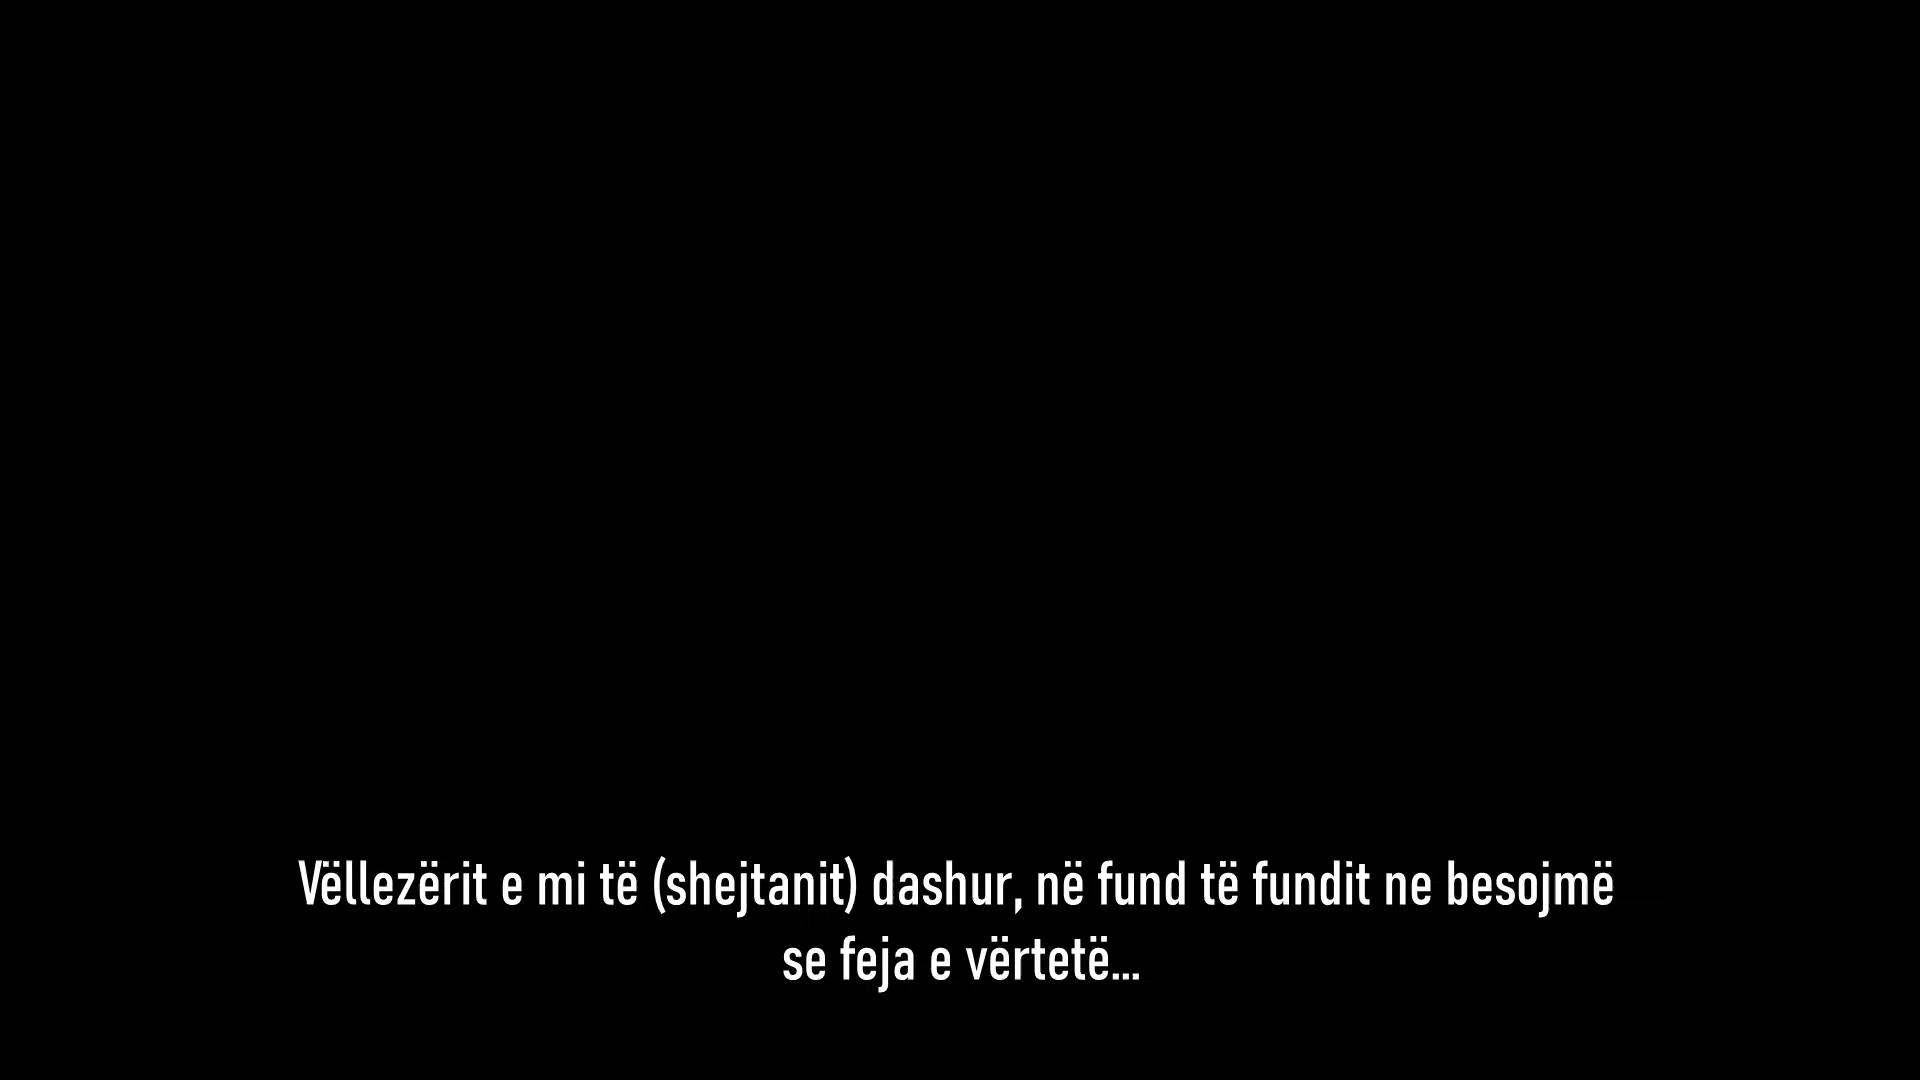 Vëllezërit e mi të (shejtanit) dashur, në fund të fundit ne besojmë
se feja e vërtetë...